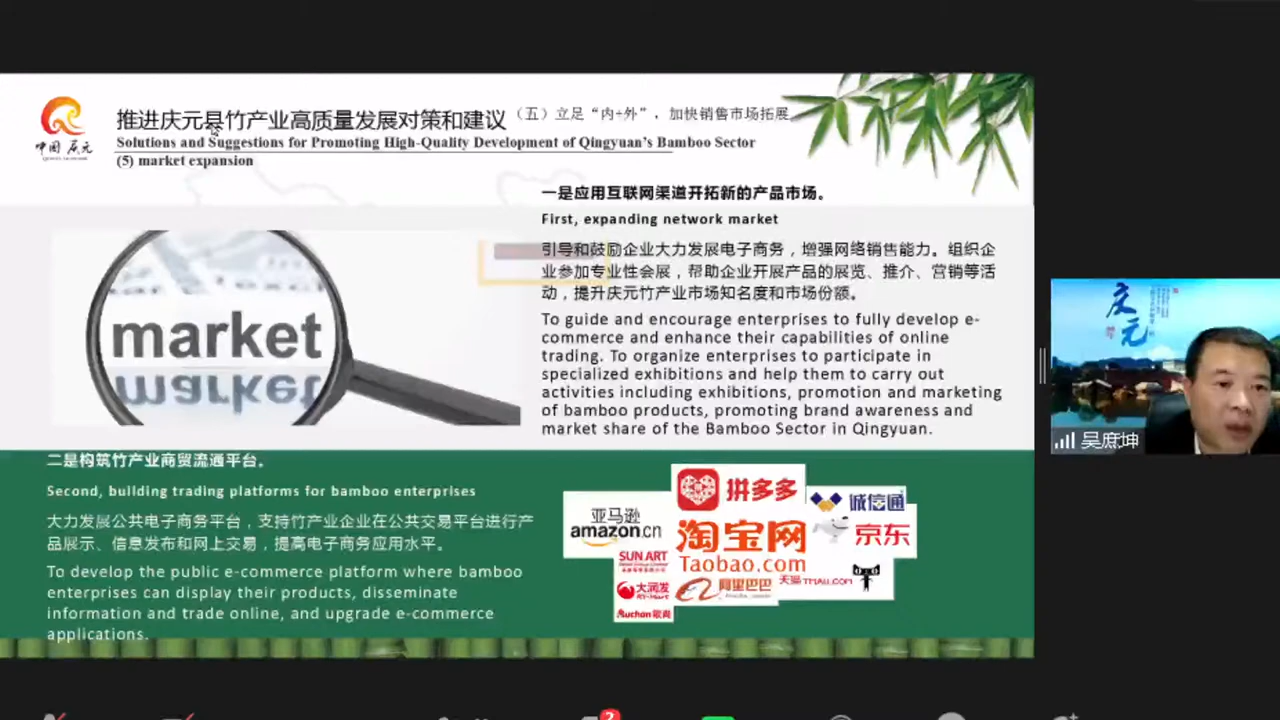 中国 庆元
推进庆元县竹产业高质量发展对策和建议 （五）立足“内+外”，加快销售市场拓展
Solutions and Suggestions for Promoting High-Quality Development of Qingyuan's Bamboo Sector
(5) market expansion
market
market
一是应用互联网渠道开拓新的产品市场。
First, expanding network market
引导和鼓励企业大力发展电子商务，增强网络销售能力。组织企
业参加专业性会展，帮助企业开展产品的展览、推介、营销等活
动，提升庆元竹产业市场知名度和市场份额。
To guide and encourage enterprises to fully develop e-
commerce and enhance their capabilities of online
trading. To organize enterprises to participate in
specialized exhibitions and help them to carry out
activities including exhibitions, promotion and marketing
of bamboo products, promoting brand awareness and
market share of the Bamboo Sector in Qingyuan.
二是构筑竹产业商贸流通平台。
Second, building trading platforms for bamboo enterprises
大力发展公共电子商务平台，支持竹产业企业在公共交易平台进行产
品展示、信息发布和网上交易，提高电子商务应用水平。
To develop the public e-commerce platform where bamboo
enterprises can display their products, disseminate
information and trade online, and upgrade e-commerce
applications.
拼多多
诚信通
亚马逊
amazon.cn
淘宝网
Taobao.com
京东
SUN ART
大润发
RT-Mart
阿里巴巴
天猫 TMALL.COM
Auchan 欧尚
庆元
吴庶坤
2